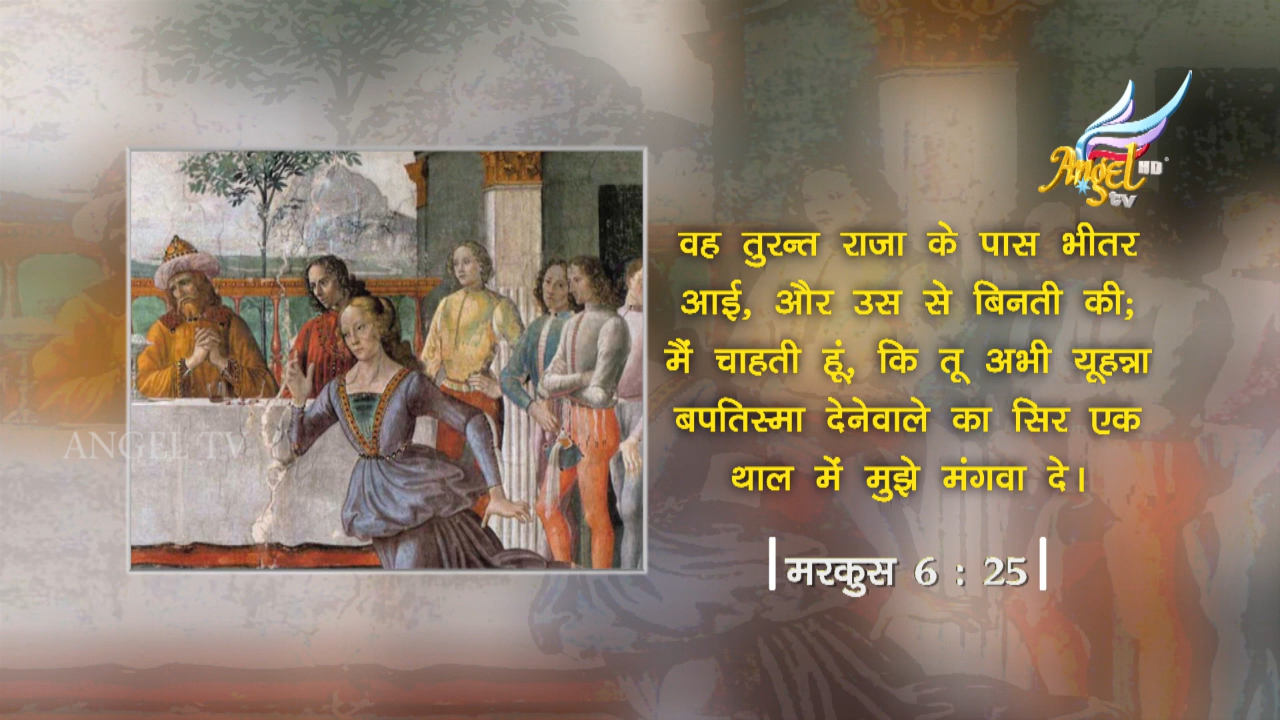 Angel HD
tv
वह तुरन्त राजा के पास भीतर
आई, और उस से बिनती की;
मैं चाहती हूं, कि तू अभी यूहन्ना
बपतिस्मा देनेवाले का सिर एक
थाल में मुझे मंगवा दे।
मरकुस 6 : 25
ANGEL TV